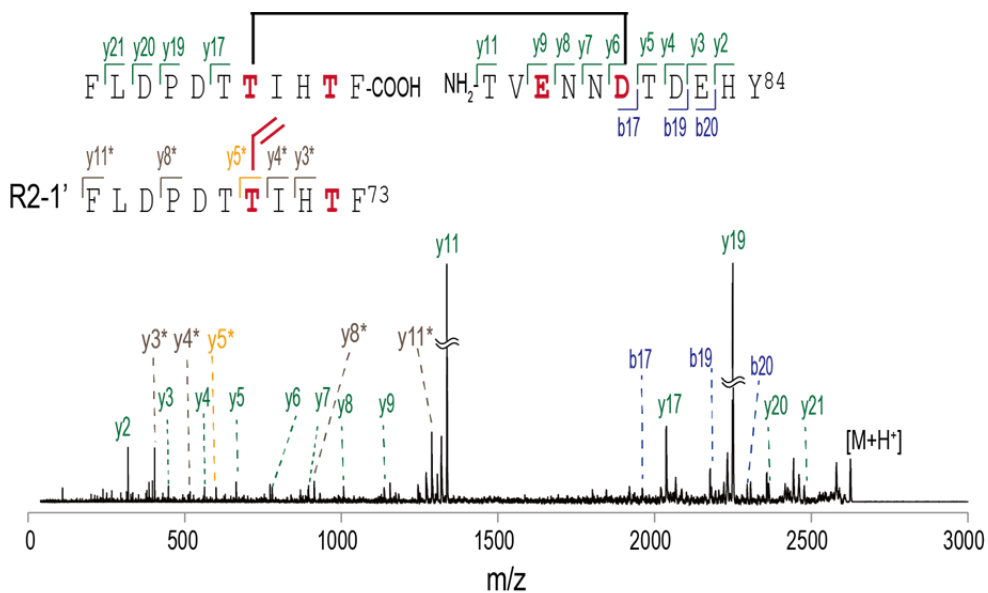 y21 y20 y19 y17 y11 y9 y8 y7 y6 y5 y4 y3 y2
F L D P D T T I H T F-COOH NH2-T V E N N D T D E H Y84
b17 b19 b20
y11* y8* y5* y4* y3*
R2-1’ F L D P D T T I H T F73
y11 y19
y3* y4* y5* y8* y11*
b17 b19 b20
y2 y3 y4 y5 y6 y7 y8 y9 y17 y20 y21 [M+H+]
0 500 1000 1500 2000 2500 3000
m/z